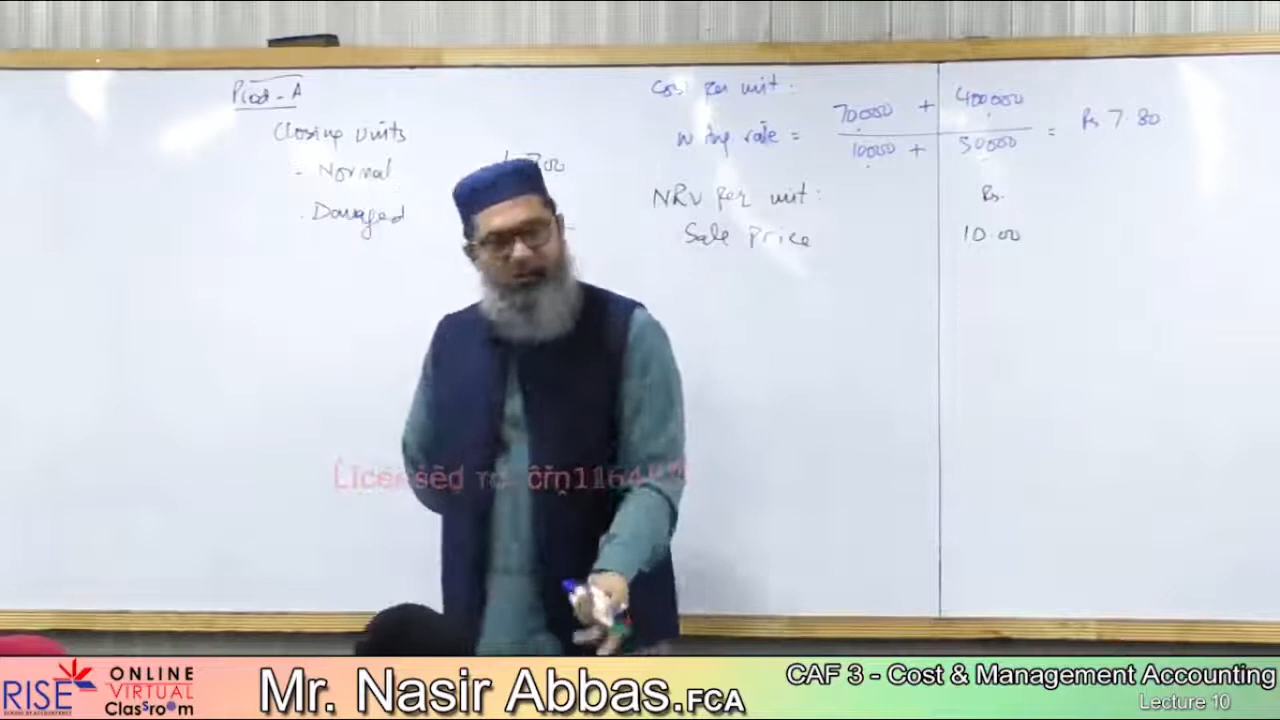 Prod - A
Closing Units
- Normal
- Damaged
Cost per unit:
W. Avg rate = 70000 + 400000 / 10000 + 50000 = Rs 7.80
NRV per unit:
Rs.
Sale Price 10.00
Licensed to crn1164
RISE
ONLINE
VIRTUAL
Classroom
Mr. Nasir Abbas.FCA
CAF 3 - Cost & Management Accounting
Lecture 10